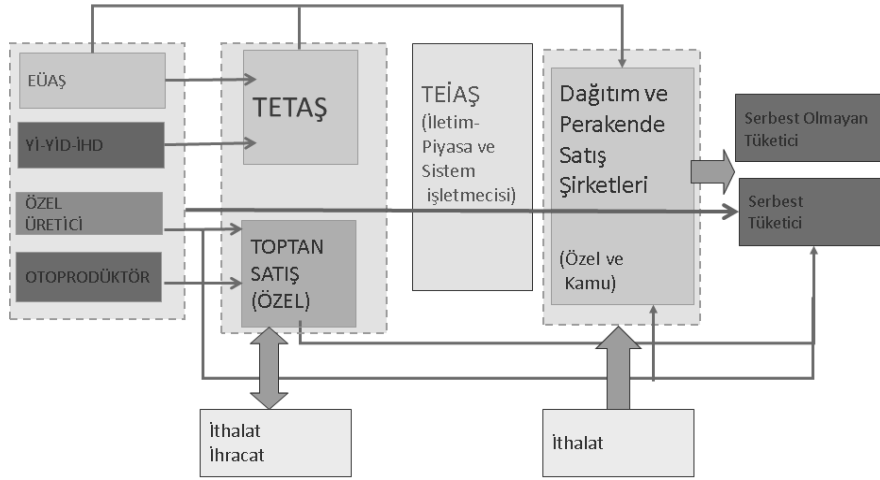 EÜAŞ
Yİ-YİD-İHD
ÖZEL
ÜRETİCİ
OTOPRODÜKTÖR
TETAŞ
TOPTAN
SATIŞ
(ÖZEL)
TEİAŞ
(İletim-
Piyasa ve
Sistem
işletmecisi)
Dağıtım ve
Perakende
Satış
Şirketleri
(Özel ve
Kamu)
Serbest Olmayan
Tüketici
Serbest
Tüketici
İthalat
İhracat
İthalat